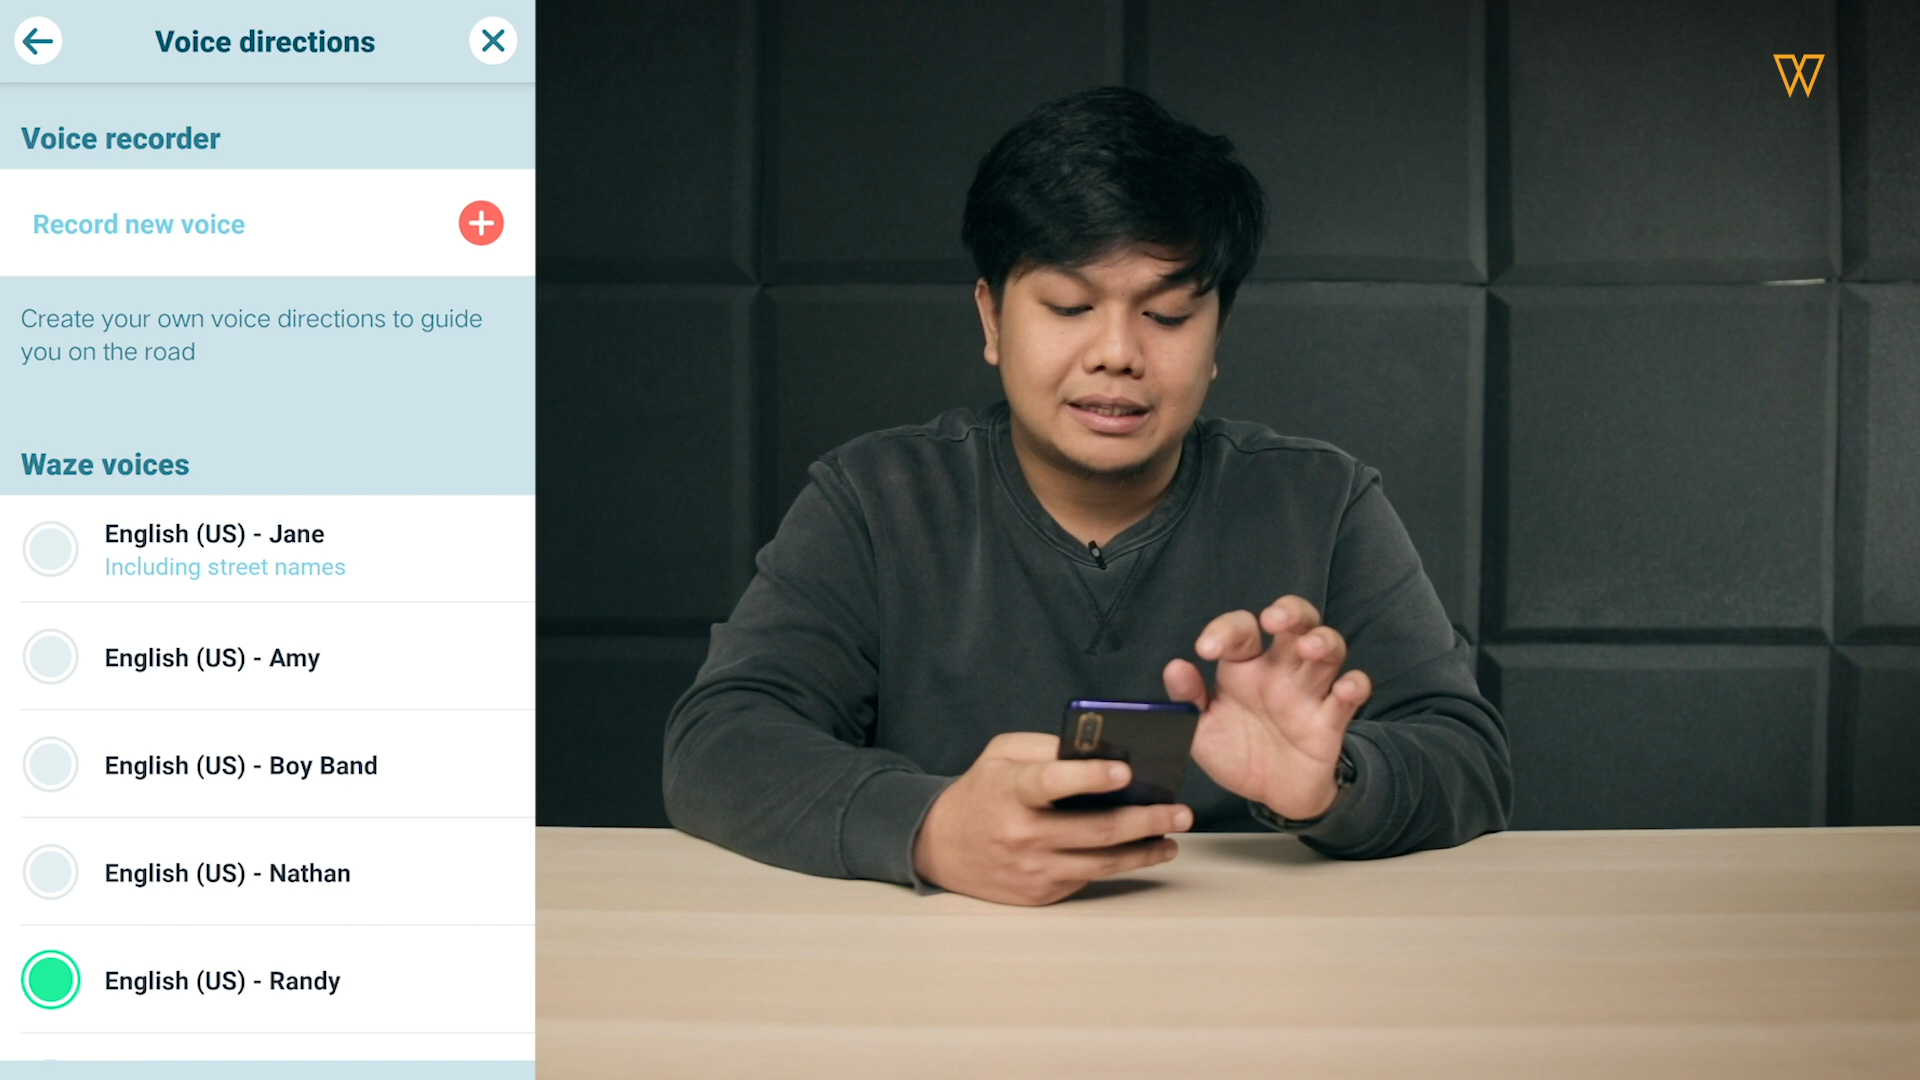 Voice directions
Voice recorder
Record new voice
Create your own voice directions to guide
you on the road
Waze voices
English (US) - Jane
Including street names
English (US) - Amy
English (US) - Boy Band
English (US) - Nathan
English (US) - Randy